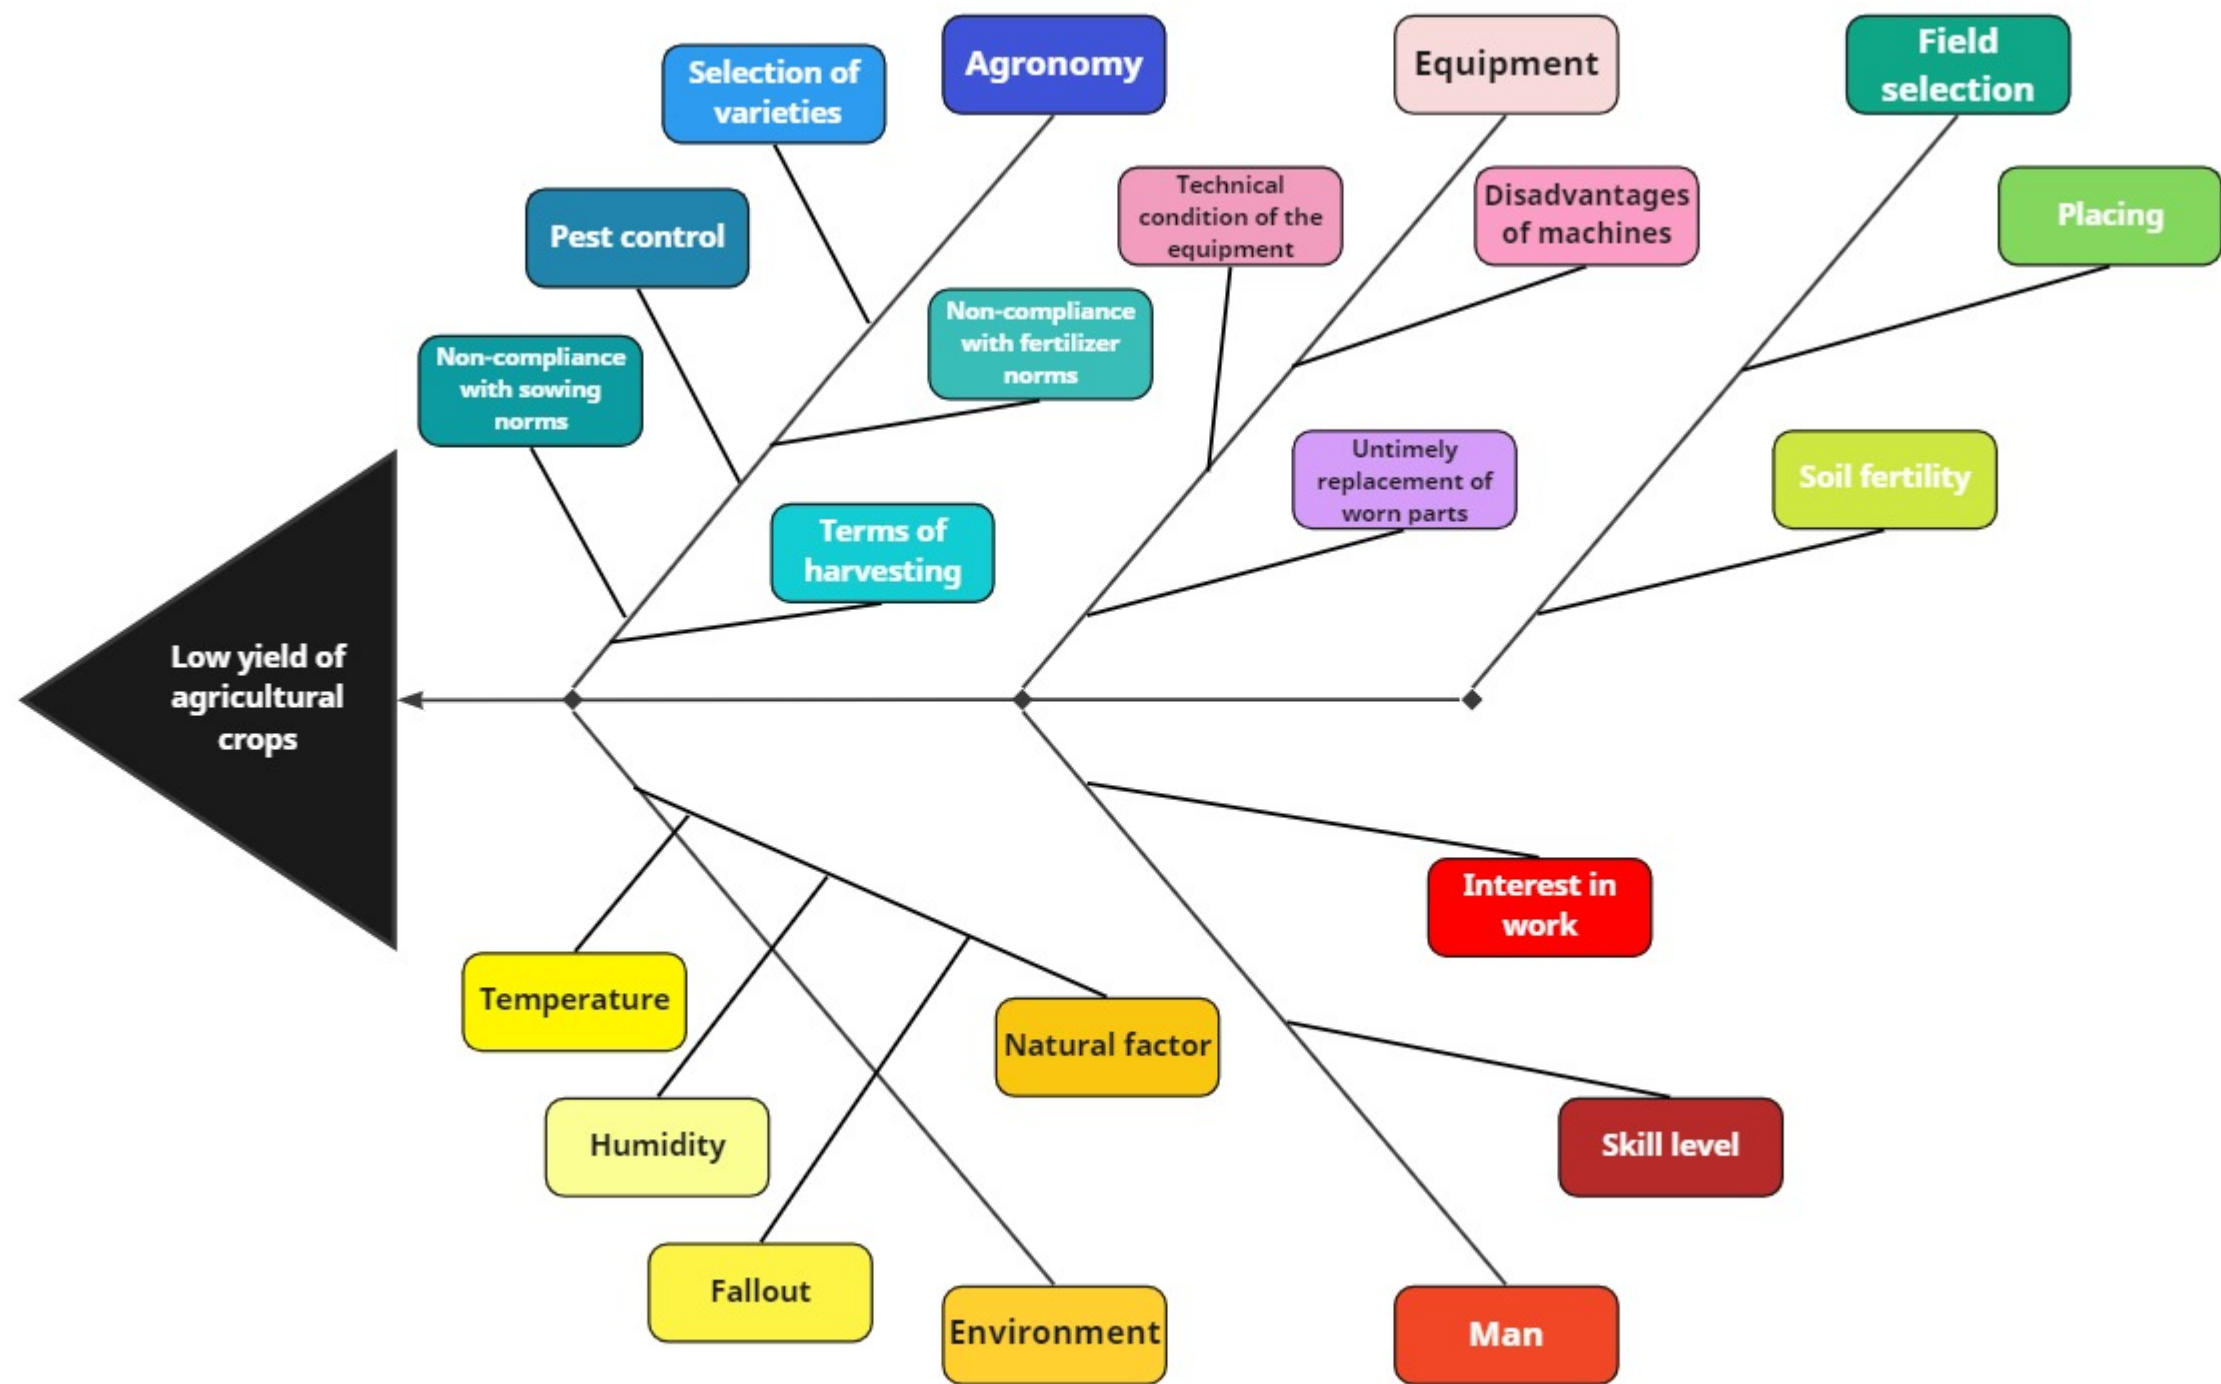 Selection of
varieties
Agronomy
Equipment
Field
selection
Pest control
Technical
condition of the
equipment
Disadvantages
of machines
Placing
Non-compliance
with sowing
norms
Non-compliance
with fertilizer
norms
Untimely
replacement of
worn parts
Soil fertility
Terms of
harvesting
Low yield of
agricultural
crops
Interest in
work
Temperature
Natural factor
Humidity
Skill level
Fallout
Environment
Man